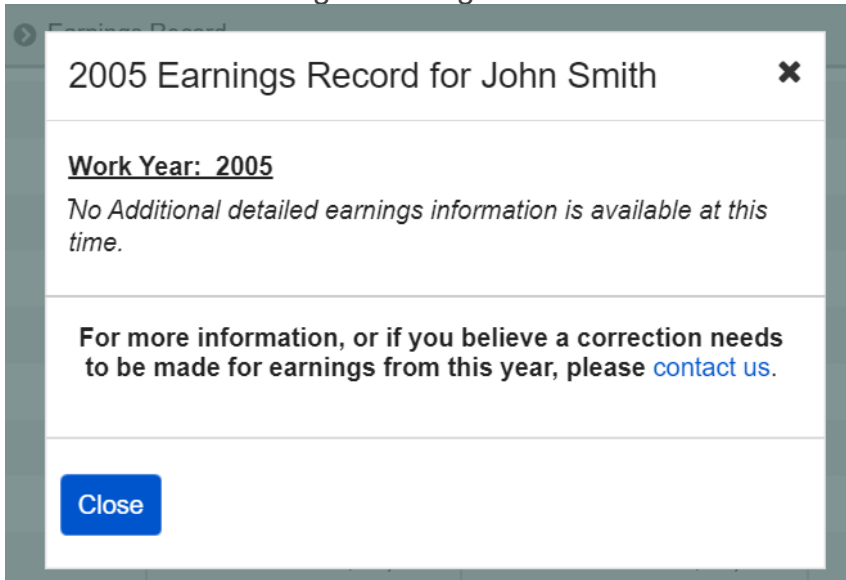 Earnings Record
2005 Earnings Record for John Smith
Work Year: 2005
No Additional detailed earnings information is available at this
time.
For more information, or if you believe a correction needs
to be made for earnings from this year, please contact us.
Close